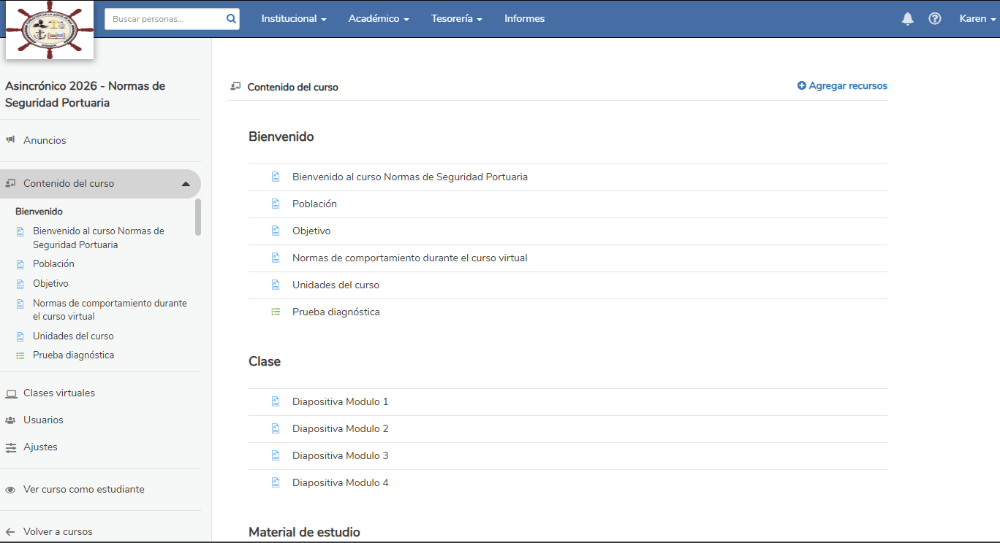 Buscar personas...
Institucional
Académico
Tesorería
Informes
Karen
Asincrónico 2026 - Normas de
Seguridad Portuaria
Anuncios
Contenido del curso
Bienvenido
Bienvenido al curso Normas de
Seguridad Portuaria
Población
Objetivo
Normas de comportamiento durante
el curso virtual
Unidades del curso
Prueba diagnóstica
Clases virtuales
Usuarios
Ajustes
Ver curso como estudiante
Volver a cursos
Contenido del curso
Agregar recursos
Bienvenido
Bienvenido al curso Normas de Seguridad Portuaria
Población
Objetivo
Normas de comportamiento durante el curso virtual
Unidades del curso
Prueba diagnóstica
Clase
Diapositiva Modulo 1
Diapositiva Modulo 2
Diapositiva Modulo 3
Diapositiva Modulo 4
Material de estudio